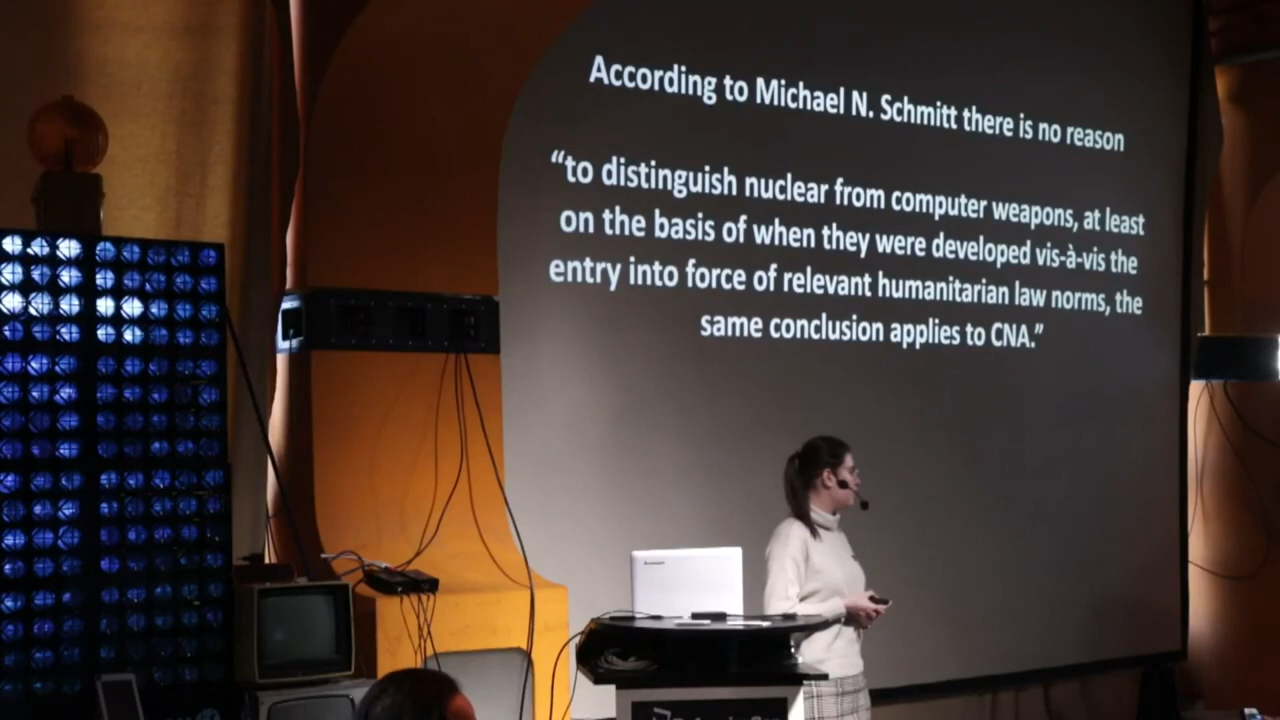 According to Michael N. Schmitt there is no reason
“to distinguish nuclear from computer weapons, at least
on the basis of when they were developed vis-à-vis the
entry into force of relevant humanitarian law norms, the
same conclusion applies to CNA.”